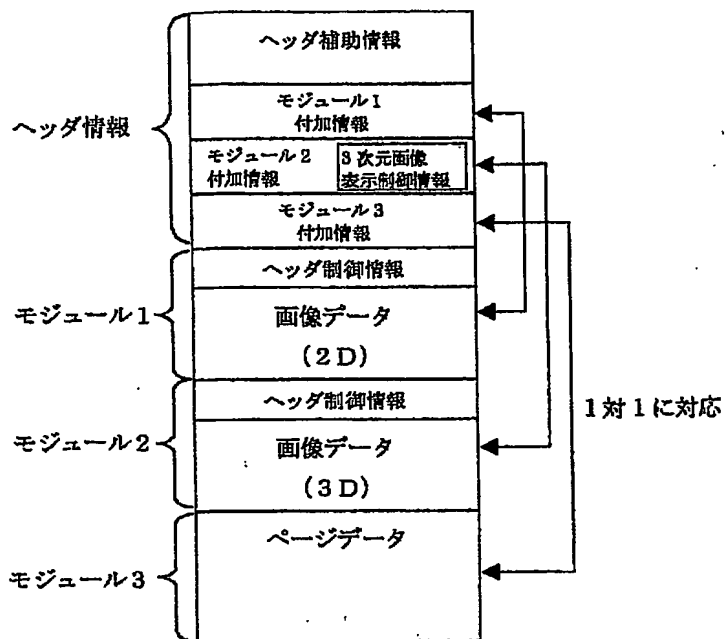 ヘッダ情報
ヘッダ補助情報
モジュール1
付加情報
モジュール2
付加情報
3次元画像
表示制御情報
モジュール3
付加情報
モジュール1
ヘッダ制御情報
画像データ
(2D)
モジュール2
ヘッダ制御情報
画像データ
(3D)
モジュール3
ページデータ
1対1に対応